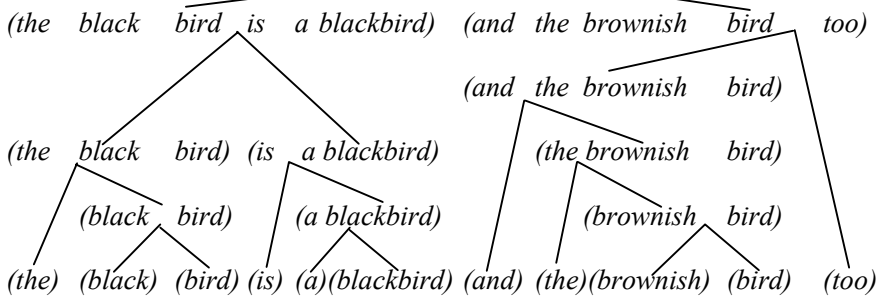 (the black bird is a blackbird) (and the brownish bird too)
(and the brownish bird)
(the black bird) (is a blackbird) (the brownish bird)
(black bird) (a blackbird) (brownish bird)
(the) (black) (bird) (is) (a) (blackbird) (and) (the) (brownish) (bird) (too)